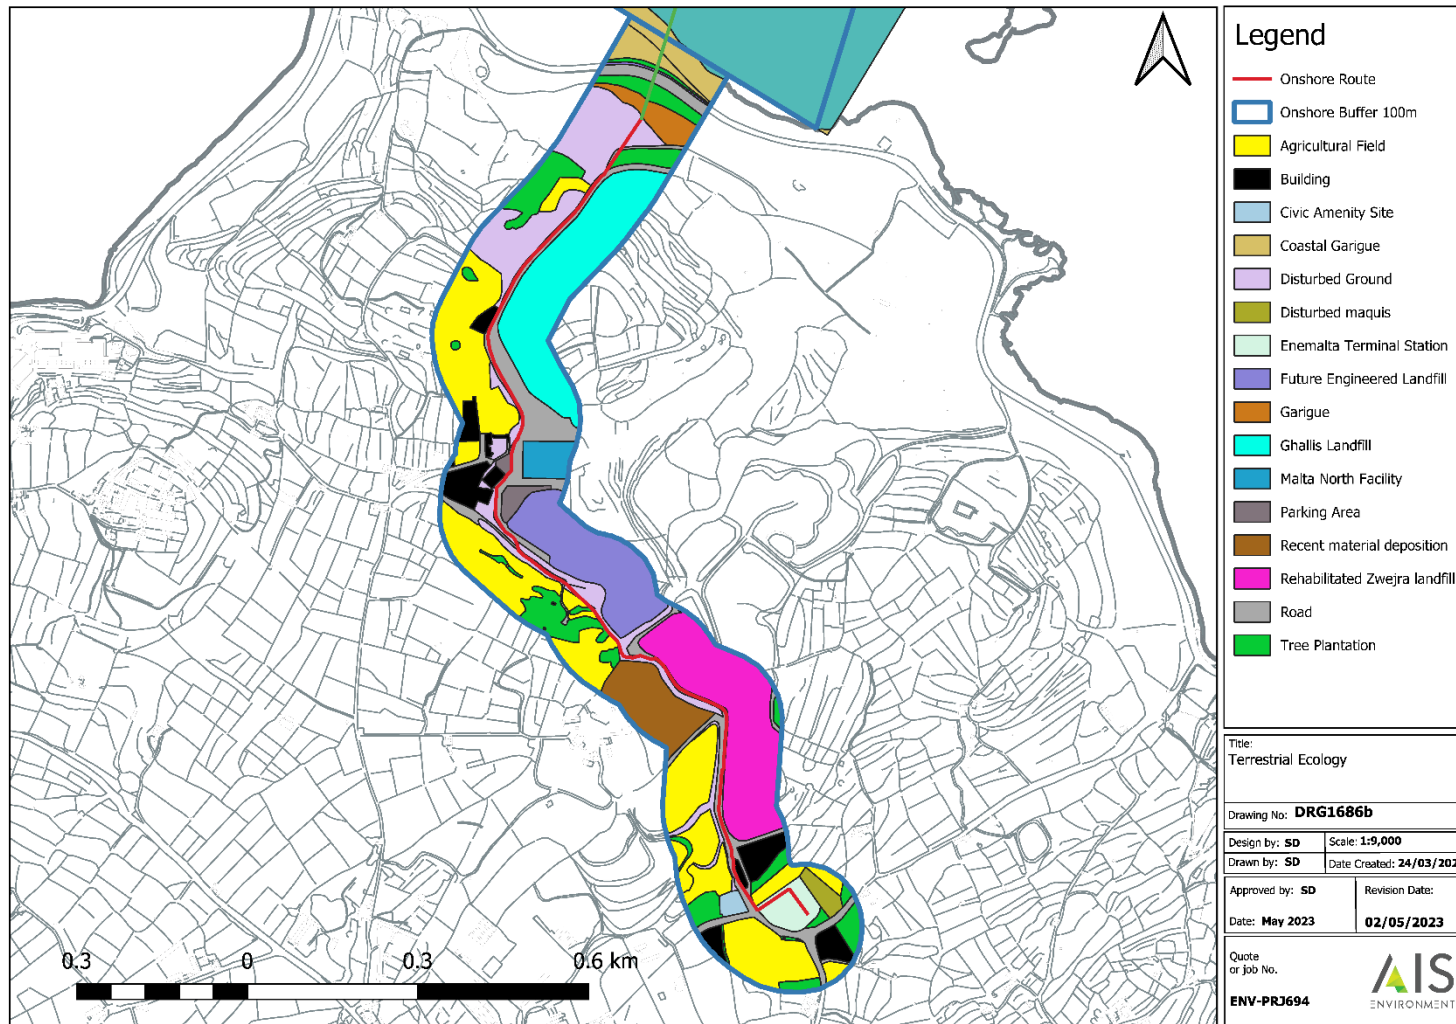 Legend
Onshore Route
Onshore Buffer 100m
Agricultural Field
Building
Civic Amenity Site
Coastal Garigue
Disturbed Ground
Disturbed maquis
Enemalta Terminal Station
Future Engineered Landfill
Garigue
Ghallis Landfill
Malta North Facility
Parking Area
Recent material deposition
Rehabilitated Zwejra landfill
Road
Tree Plantation
Title:
Terrestrial Ecology
Drawing No: DRG1686b
Design by: SD Scale: 1:9,000
Drawn by: SD Date Created: 24/03/202
Approved by: SD Revision Date:
Date: May 2023 02/05/2023
Quote
or job No.
ENV-PRJ694
AIS
ENVIRONMENT
0.3 0 0.3 0.6 km